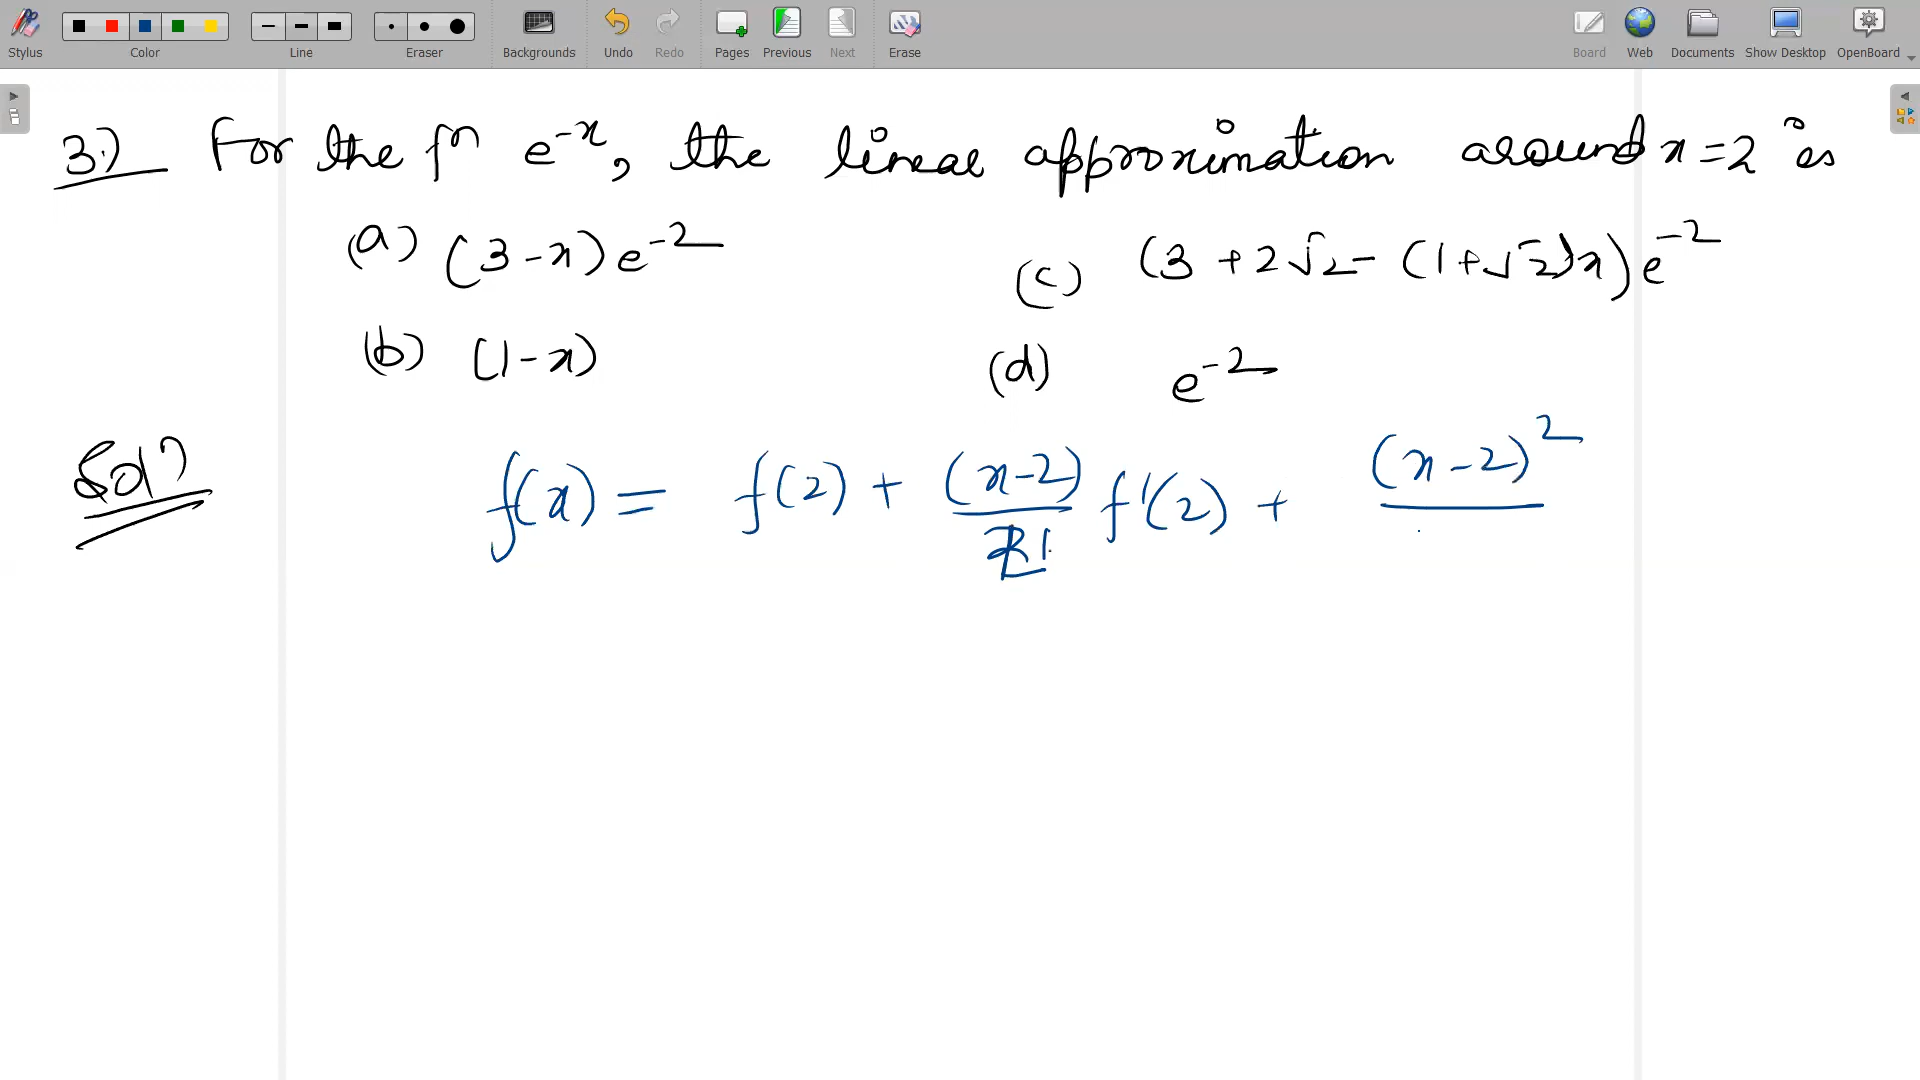 Stylus Color Line Eraser Backgrounds Undo Redo Pages Previous Next Erase Board Web Documents Show Desktop OpenBoard
3.) For the fⁿ e^{-x}, the linear approximation around x = 2 is
(a) (3 - x) e^{-2} (c) (3 + 2√2 - (1 + √2)x) e^{-2}
(b) (1 - x) (d) e^{-2}
Solⁿ f(x) = f(2) + (x-2)/1! f'(2) + (x-2)^2